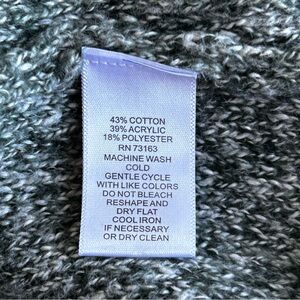 43% COTTON
39% ACRYLIC
18% POLYESTER
RN 73163
MACHINE WASH
COLD
GENTLE CYCLE
WITH LIKE COLORS
DO NOT BLEACH
RESHAPE AND
DRY FLAT
COOL IRON
IF NECESSARY
OR DRY CLEAN